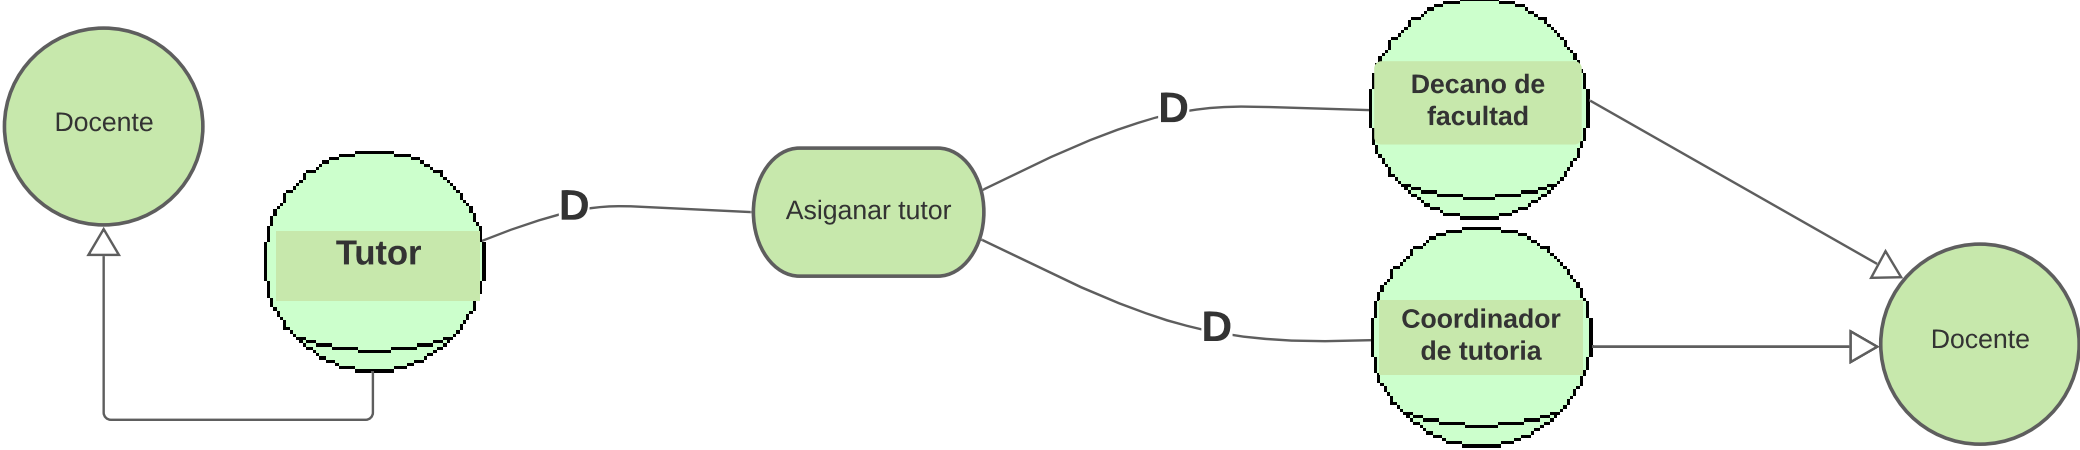 Docente
Tutor
D
Asiganar tutor
D
Decano de
facultad
D
Coordinador
de tutoria
Docente